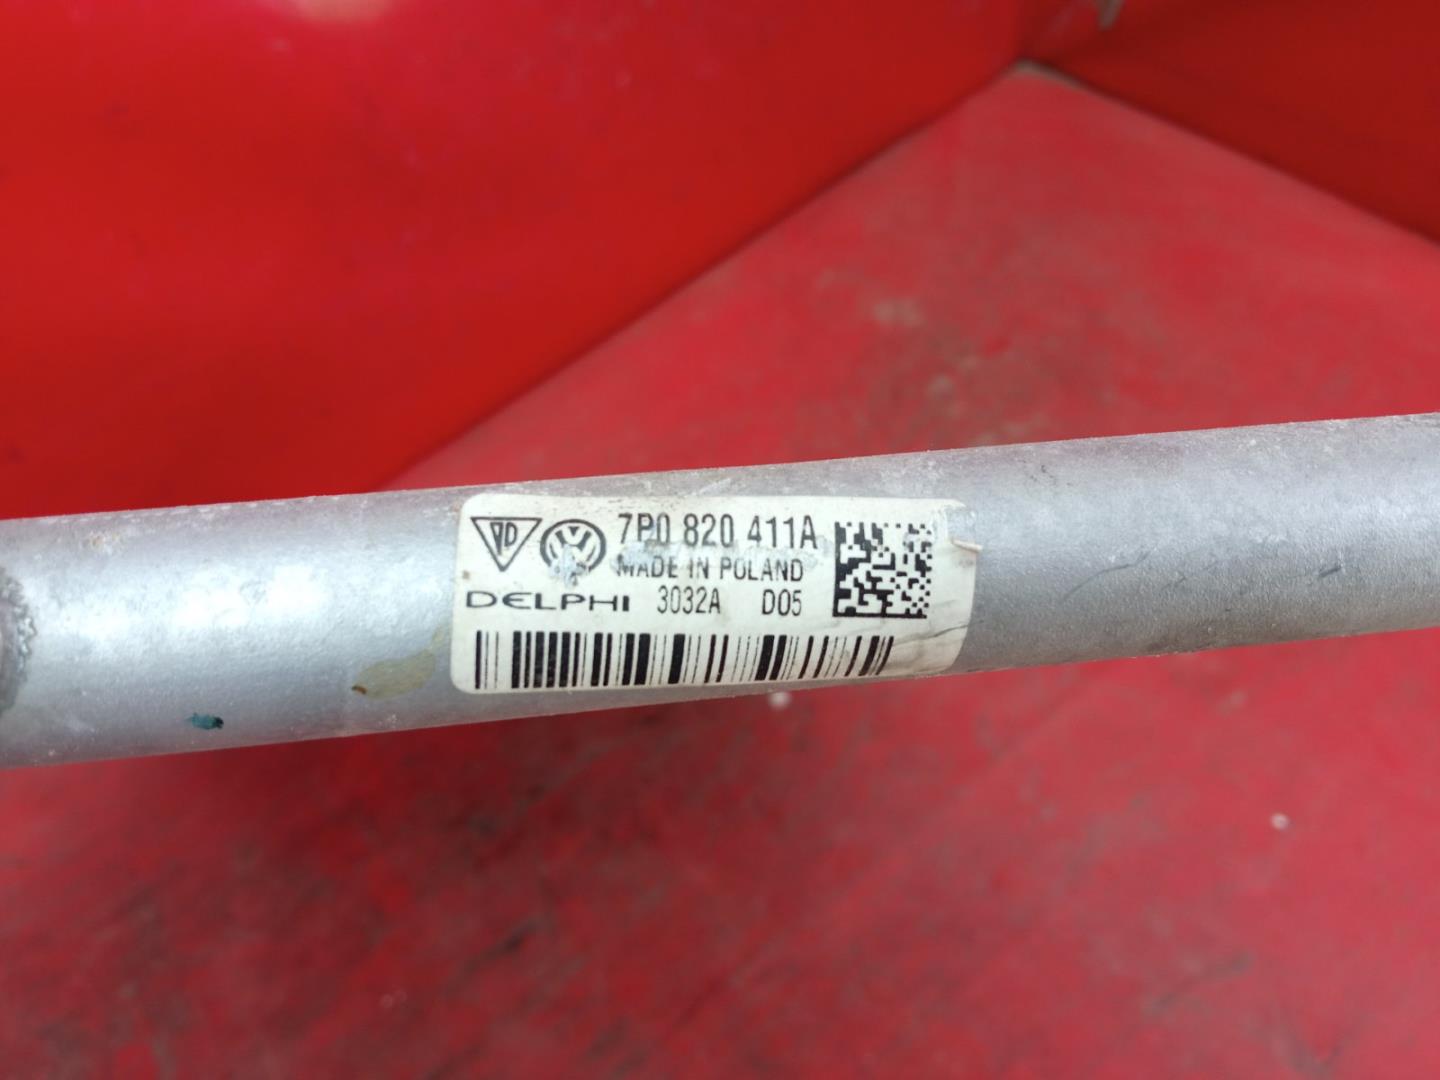 7P0 820 411A
MADE IN POLAND
DELPHI 3032A D05